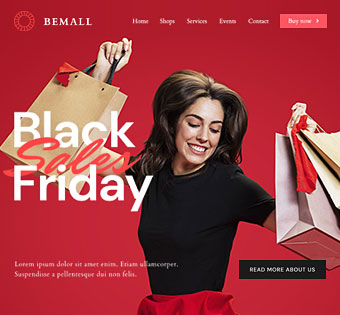 BEMALL
Home Shops Services Events Contact Buy now
Black
Sales
Friday
Lorem ipsum dolor sit amet enim. Etiam ullamcorper.
Suspendisse a pellentesque dui non felis.
READ MORE ABOUT US